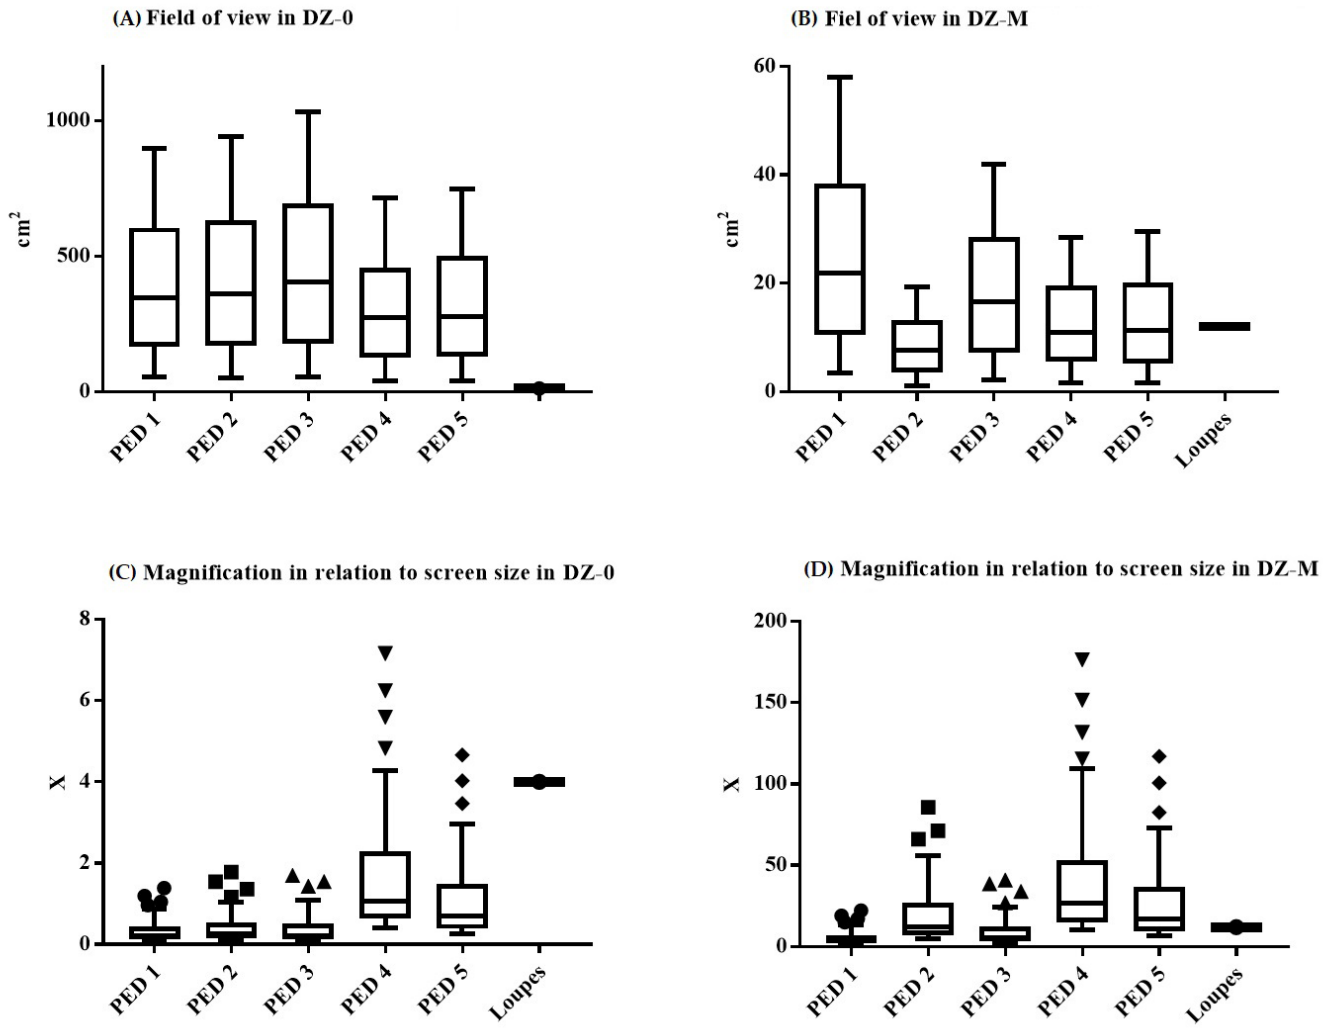 (A) Field of view in DZ-0
1000
500
0
cm²
PED 1
PED 2
PED 3
PED 4
PED 5
(B) Fiel of view in DZ-M
60
40
20
0
cm²
PED 1
PED 2
PED 3
PED 4
PED 5
Loupes
(C) Magnification in relation to screen size in DZ-0
8
6
4
2
0
X
PED 1
PED 2
PED 3
PED 4
PED 5
Loupes
(D) Magnification in relation to screen size in DZ-M
200
150
100
50
0
X
PED 1
PED 2
PED 3
PED 4
PED 5
Loupes